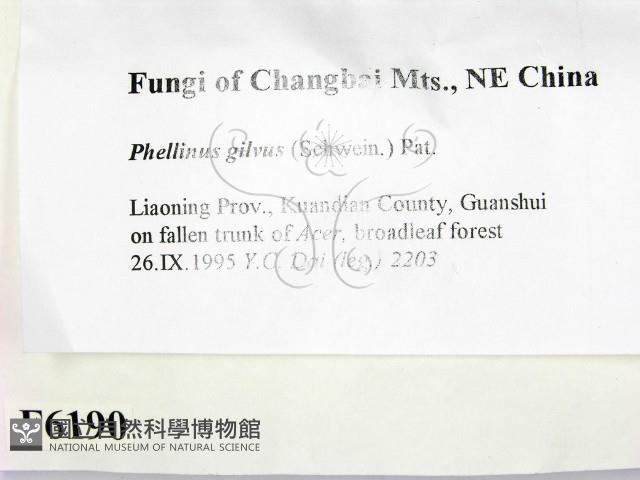 Fungi of Changbai Mts., NE China
Phellinus gilvus (Schwein.) Pat.
Liaoning Prov., Kuandian County, Guanshui
on fallen trunk of Acer, broadleaf forest
26.IX.1995 Y.C. Dai (leg.) 2203
F6190
國立自然科學博物館
NATIONAL MUSEUM OF NATURAL SCIENCE